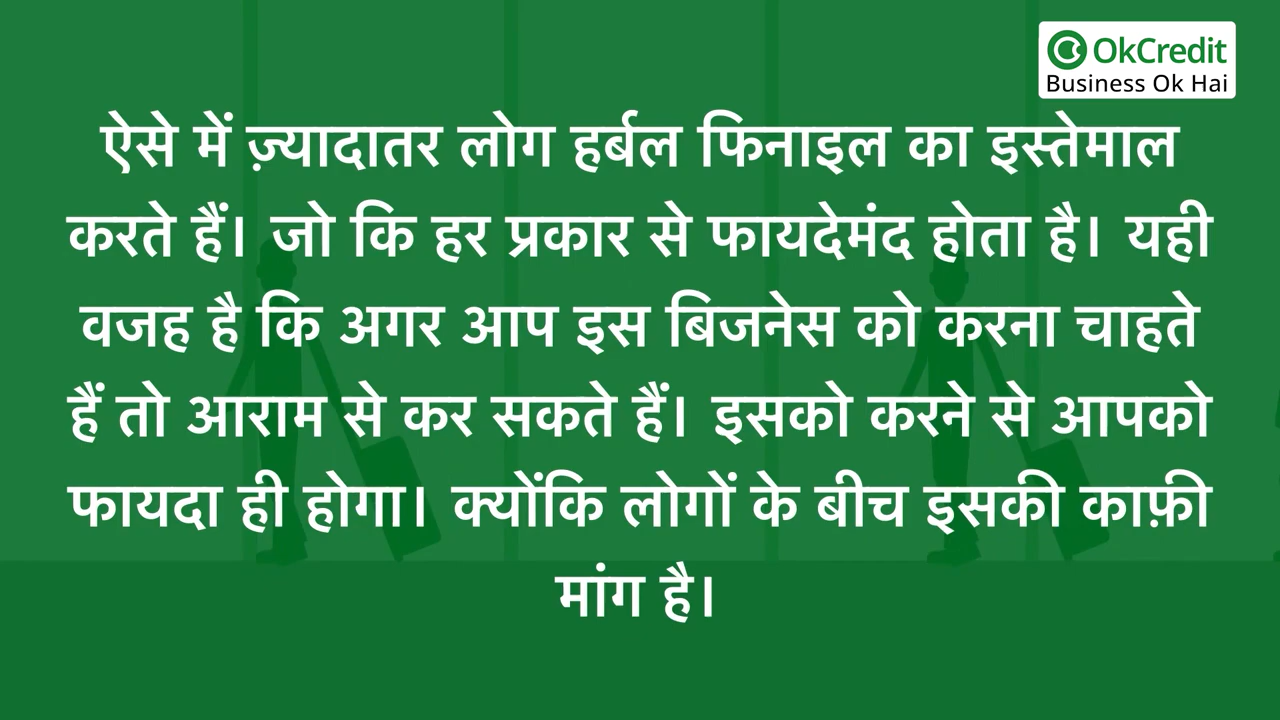 OkCredit
Business Ok Hai
ऐसे में ज़्यादातर लोग हर्बल फिनाइल का इस्तेमाल
करते हैं। जो कि हर प्रकार से फायदेमंद होता है। यही
वजह है कि अगर आप इस बिजनेस को करना चाहते
हैं तो आराम से कर सकते हैं। इसको करने से आपको
फायदा ही होगा। क्योंकि लोगों के बीच इसकी काफ़ी
मांग है।